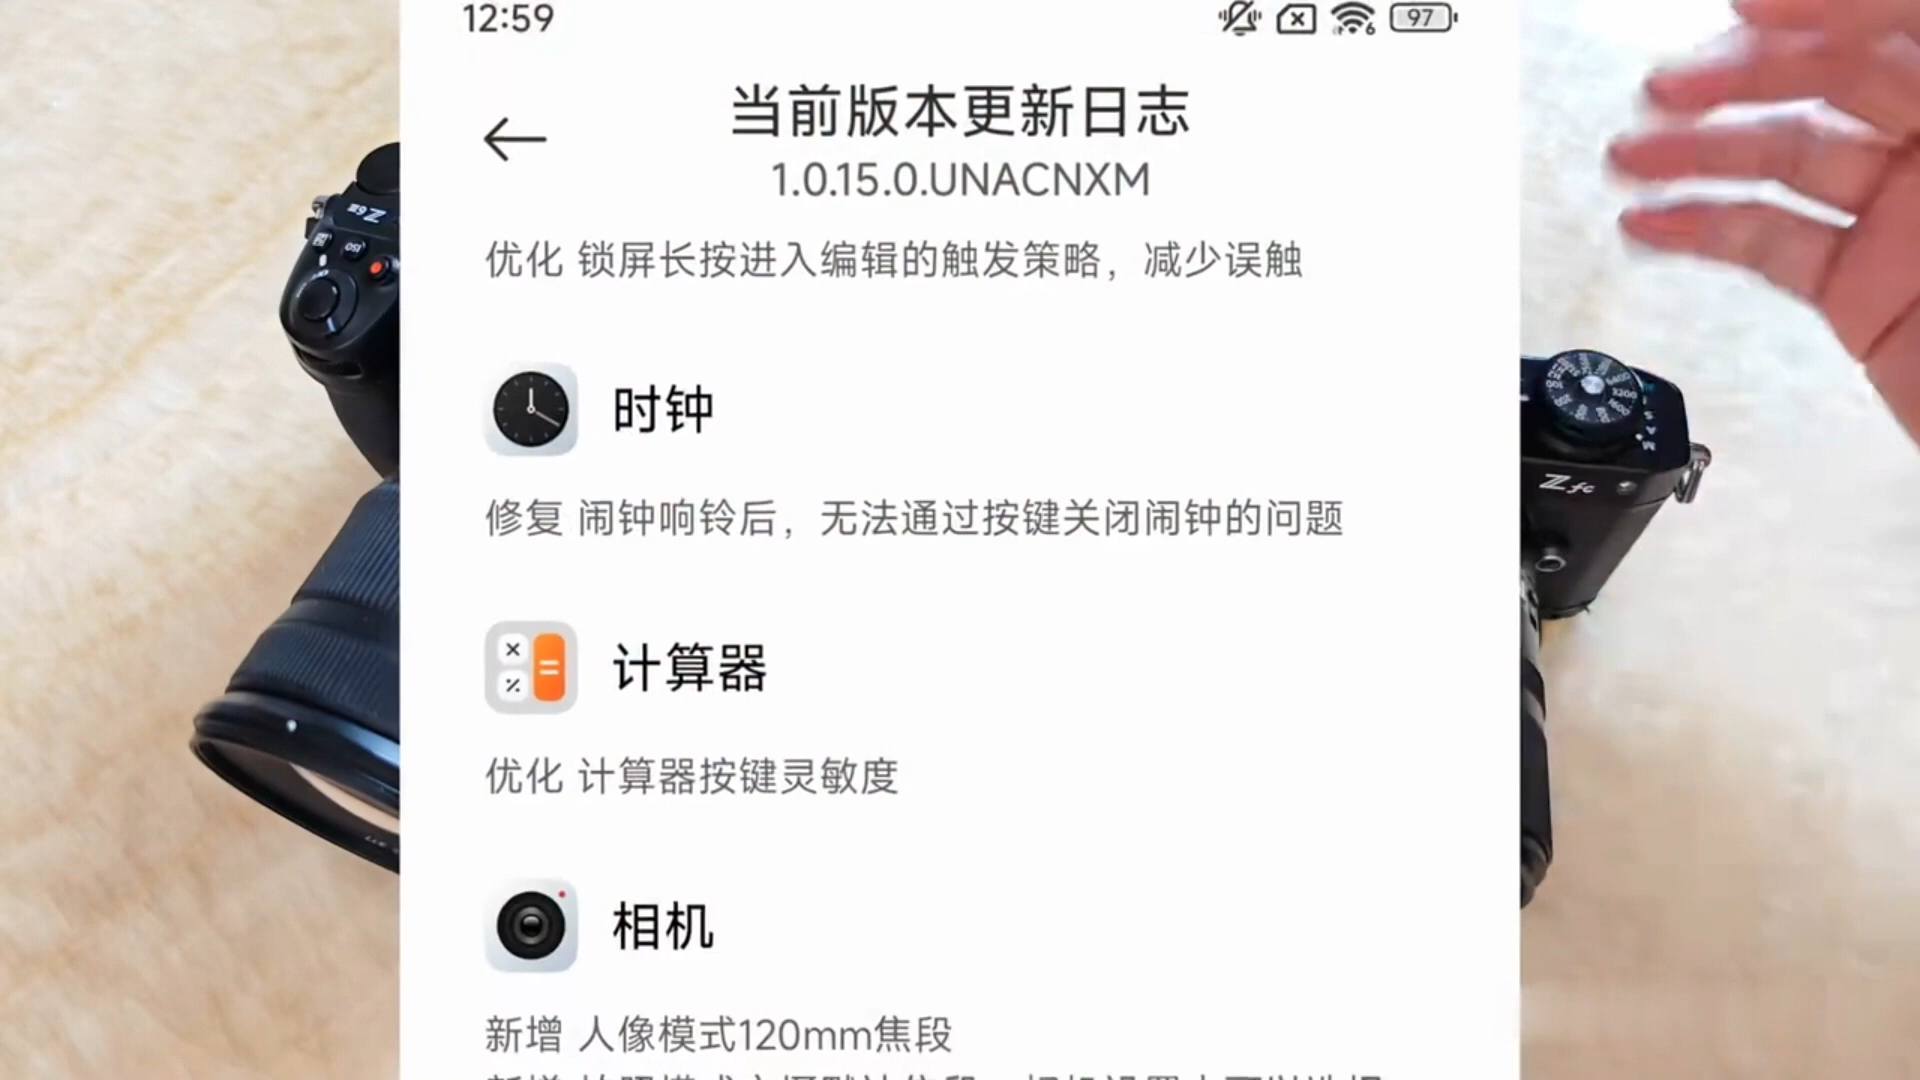 12:59
97
当前版本更新日志
1.0.15.0.UNACNXM
优化 锁屏长按进入编辑的触发策略，减少误触
时钟
修复 闹钟响铃后，无法通过按键关闭闹钟的问题
计算器
优化 计算器按键灵敏度
相机
新增 人像模式120mm焦段
Z6III
ISO
Z fc